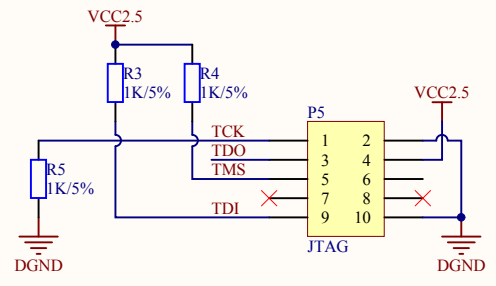 VCC2.5
R3
1K/5%
R4
1K/5%
VCC2.5
P5
TCK
1
2
TDO
3
4
R5
1K/5%
TMS
5
6
7
8
TDI
9
10
JTAG
DGND
DGND